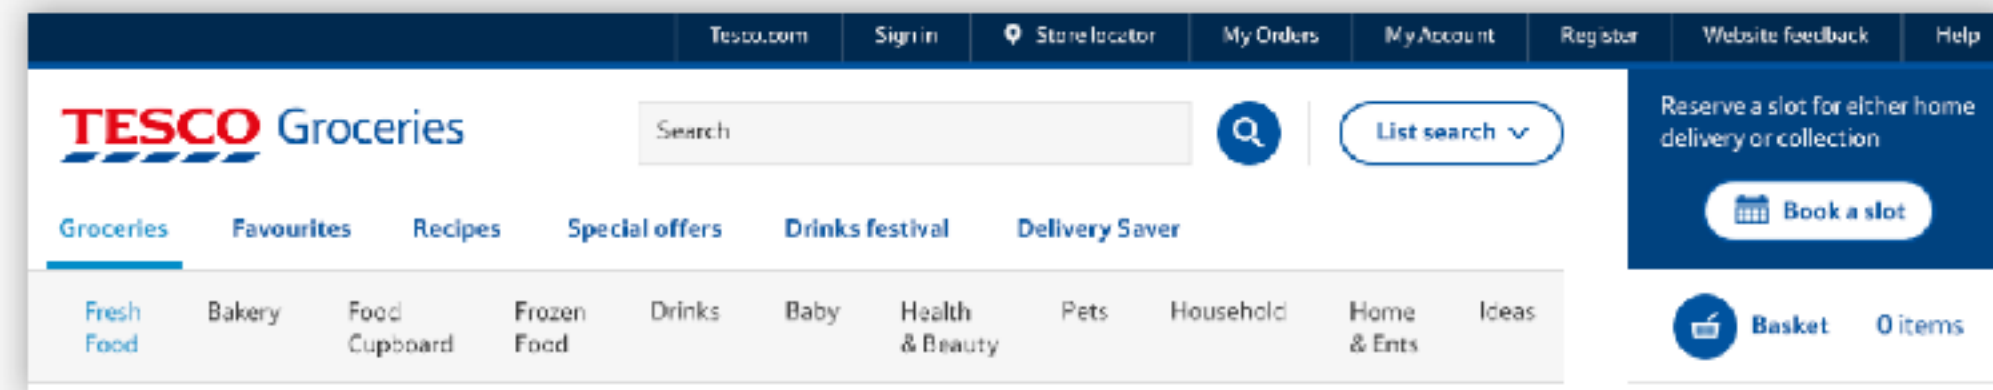 Tesco.com Sign in Store locator My Orders My Account Register Website feedback Help
TESCO Groceries
Search
List search
Reserve a slot for either home
delivery or collection
Book a slot
Groceries Favourites Recipes Special offers Drinks festival Delivery Saver
Fresh Food
Bakery
Food Cupboard
Frozen Food
Drinks
Baby
Health & Beauty
Pets
Household
Home & Ents
Ideas
Basket 0 items